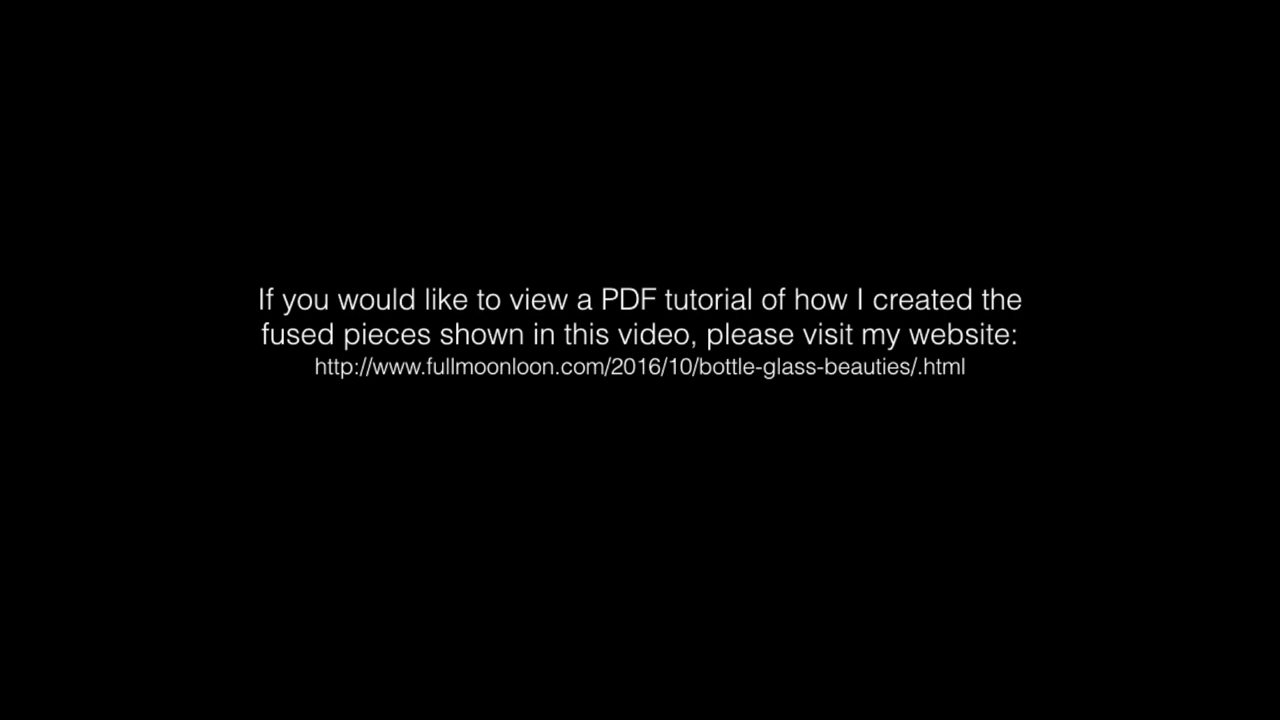 If you would like to view a PDF tutorial of how I created the
fused pieces shown in this video, please visit my website:
http://www.fullmoonloon.com/2016/10/bottle-glass-beauties/.html